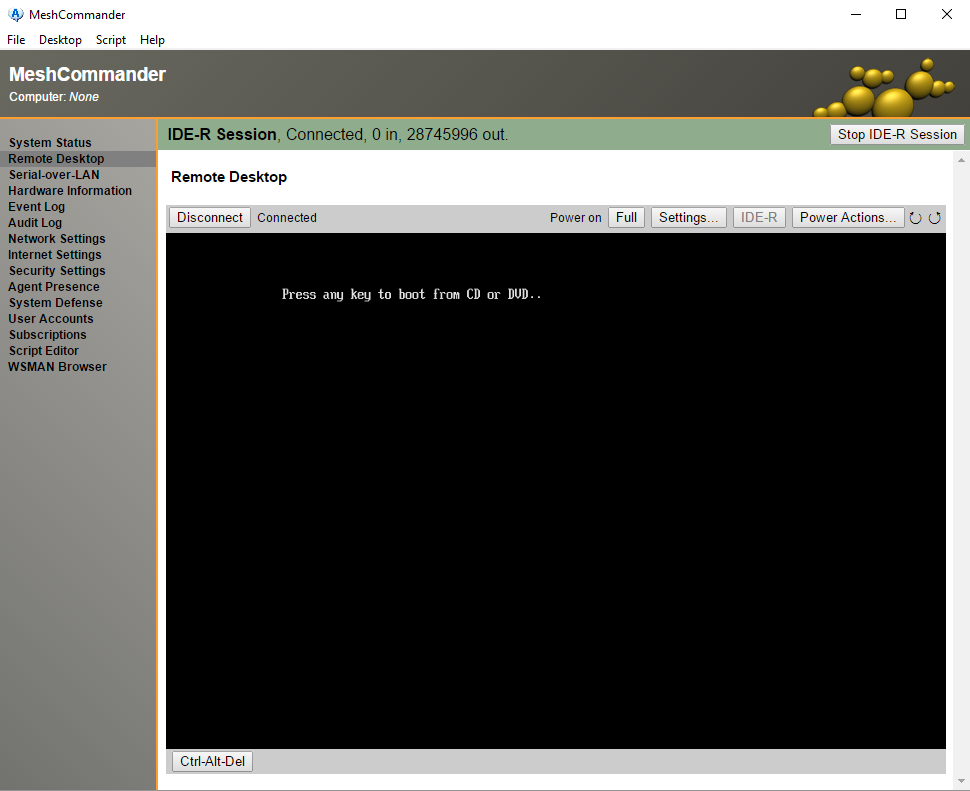 MeshCommander
File Desktop Script Help
MeshCommander
Computer: None
IDE-R Session, Connected, 0 in, 28745996 out.
Stop IDE-R Session
System Status
Remote Desktop
Serial-over-LAN
Hardware Information
Event Log
Audit Log
Network Settings
Internet Settings
Security Settings
Agent Presence
System Defense
User Accounts
Subscriptions
Script Editor
WSMAN Browser
Remote Desktop
Disconnect Connected Power on Full Settings... IDE-R Power Actions...
Press any key to boot from CD or DVD..
Ctrl-Alt-Del